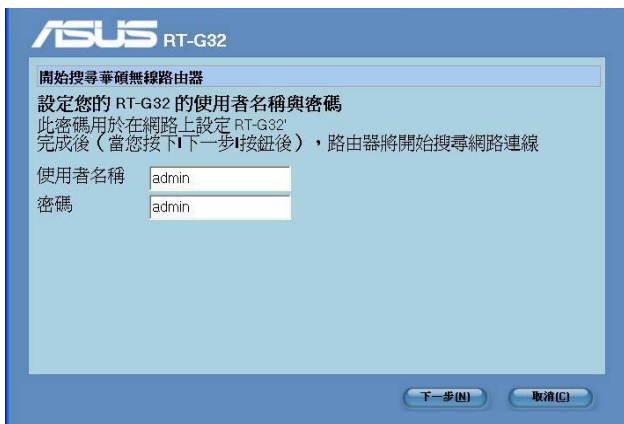 ASUS RT-G32
開始搜尋華碩無線路由器
設定您的 RT-G32 的使用者名稱與密碼
此密碼用於在網路上設定 RT-G32'
完成後（當您按下I下一步I按鈕後），路由器將開始搜尋網路連線
使用者名稱 admin
密碼 admin
下一步(N) 取消(C)